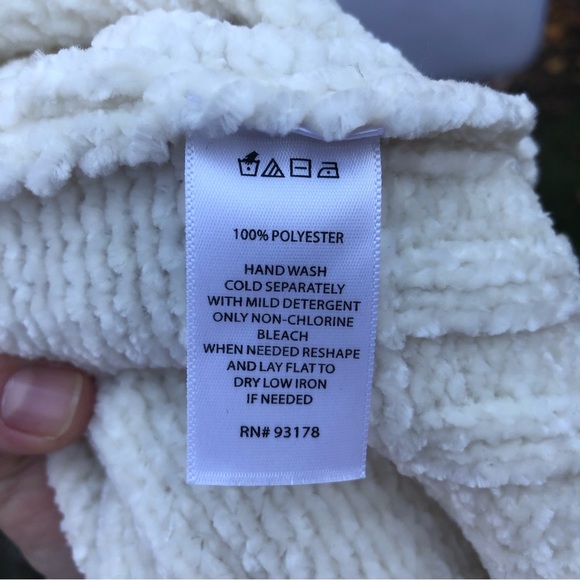 100% POLYESTER
HAND WASH
COLD SEPARATELY
WITH MILD DETERGENT
ONLY NON-CHLORINE
BLEACH
WHEN NEEDED RESHAPE
AND LAY FLAT TO
DRY LOW IRON
IF NEEDED
RN# 93178